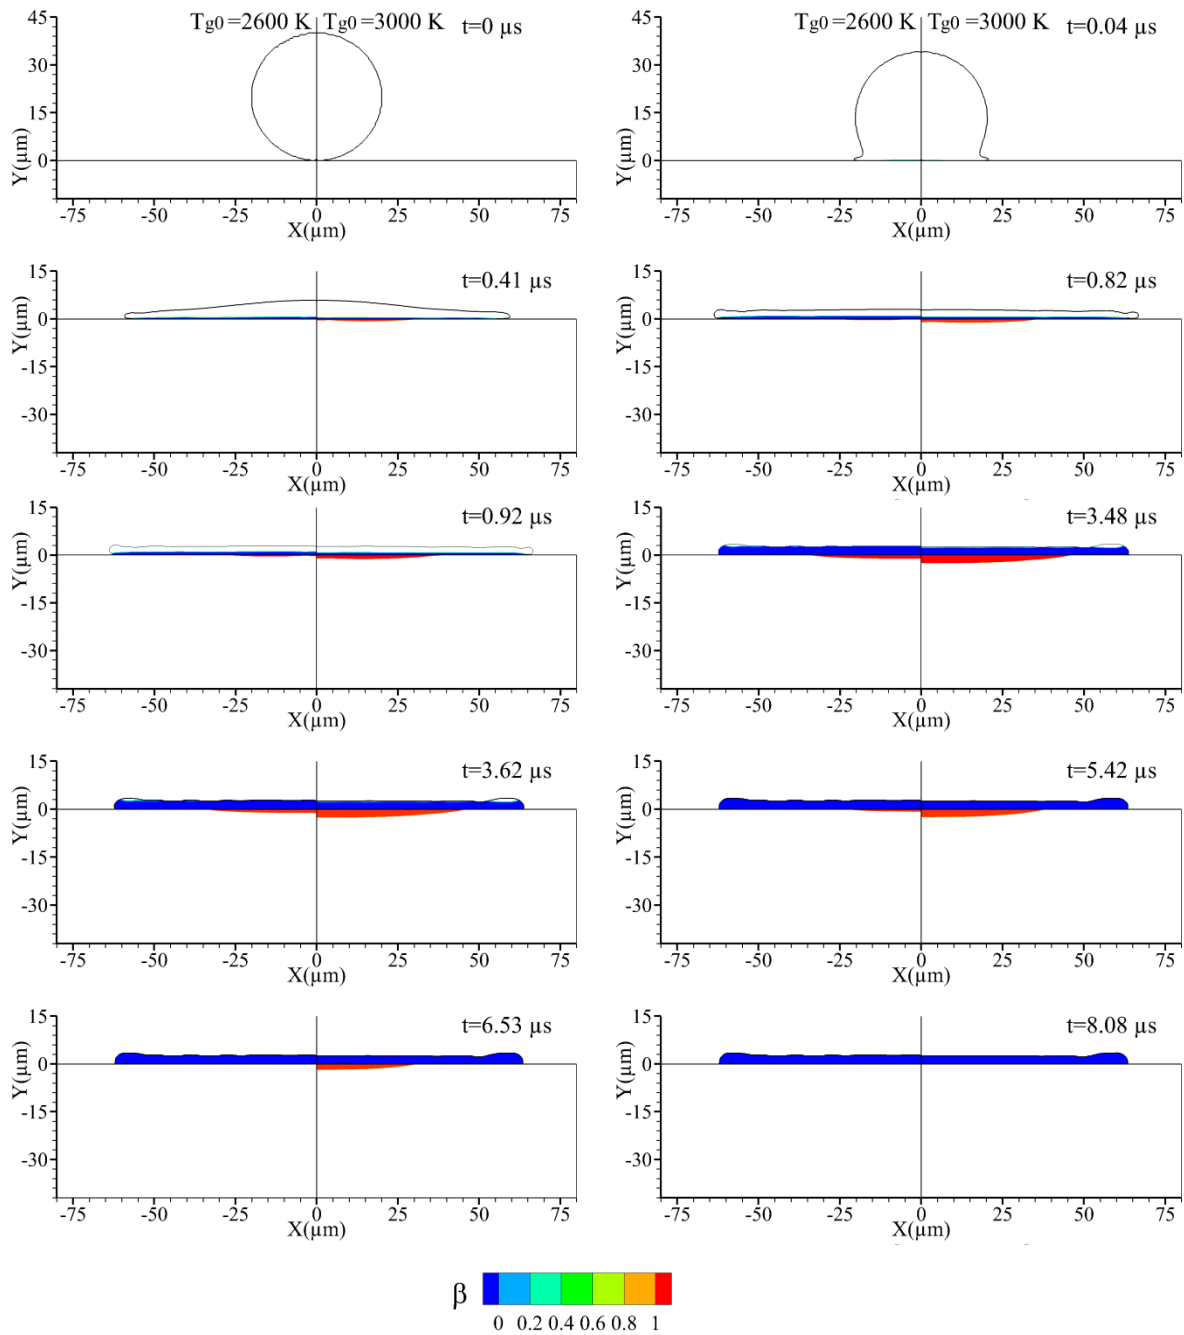 Tg0 =2600 K Tg0 =3000 K t=0 µs
45
30
15
0
Y(µm)
-75 -50 -25 0 25 50 75
X(µm)
Tg0 =2600 K Tg0 =3000 K t=0.04 µs
45
30
15
0
Y(µm)
-75 -50 -25 0 25 50 75
X(µm)
t=0.41 µs
15
0
-15
-30
Y(µm)
-75 -50 -25 0 25 50 75
X(µm)
t=0.82 µs
15
0
-15
-30
Y(µm)
-75 -50 -25 0 25 50 75
X(µm)
t=0.92 µs
15
0
-15
-30
Y(µm)
-75 -50 -25 0 25 50 75
X(µm)
t=3.48 µs
15
0
-15
-30
Y(µm)
-75 -50 -25 0 25 50 75
X(µm)
t=3.62 µs
15
0
-15
-30
Y(µm)
-75 -50 -25 0 25 50 75
X(µm)
t=5.42 µs
15
0
-15
-30
Y(µm)
-75 -50 -25 0 25 50 75
X(µm)
t=6.53 µs
15
0
-15
-30
Y(µm)
-75 -50 -25 0 25 50 75
X(µm)
t=8.08 µs
15
0
-15
-30
Y(µm)
-75 -50 -25 0 25 50 75
X(µm)
β
0 0.2 0.4 0.6 0.8 1